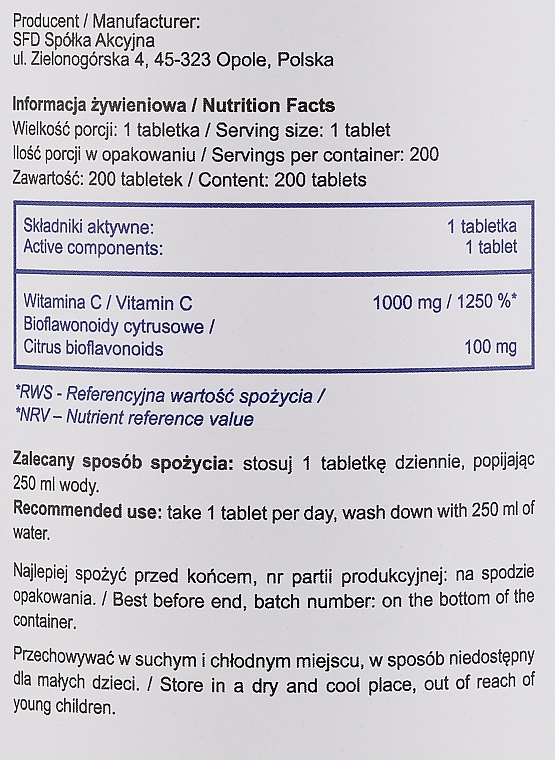 Producent / Manufacturer:
SFD Spółka Akcyjna
ul. Zielonogórska 4, 45-323 Opole, Polska
Informacja żywieniowa / Nutrition Facts
Wielkość porcji: 1 tabletka / Serving size: 1 tablet
Ilość porcji w opakowaniu / Servings per container: 200
Zawartość: 200 tabletek / Content: 200 tablets
Składniki aktywne: 1 tabletka
Active components: 1 tablet
Witamina C / Vitamin C 1000 mg / 1250 %*
Bioflawonoidy cytrusowe /
Citrus bioflavonoids 100 mg
*RWS - Referencyjna wartość spożycia /
*NRV – Nutrient reference value
Zalecany sposób spożycia: stosuj 1 tabletkę dziennie, popijając
250 ml wody.
Recommended use: take 1 tablet per day, wash down with 250 ml of
water.
Najlepiej spożyć przed końcem, nr partii produkcyjnej: na spodzie
opakowania. / Best before end, batch number: on the bottom of the
container.
Przechowywać w suchym i chłodnym miejscu, w sposób niedostępny
dla małych dzieci. / Store in a dry and cool place, out of reach of
young children.